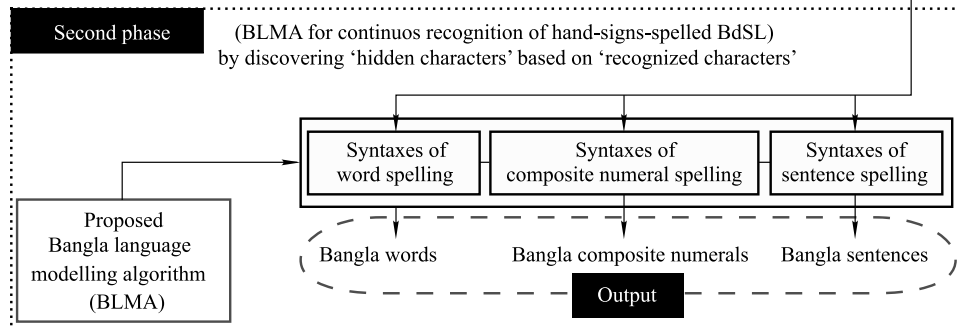 Second phase
(BLMA for continuos recognition of hand-signs-spelled BdSL)
by discovering ‘hidden characters’ based on ‘recognized characters’
Syntaxes of
word spelling
Syntaxes of
composite numeral spelling
Syntaxes of
sentence spelling
Proposed
Bangla language
modelling algorithm
(BLMA)
Bangla words
Bangla composite numerals
Bangla sentences
Output